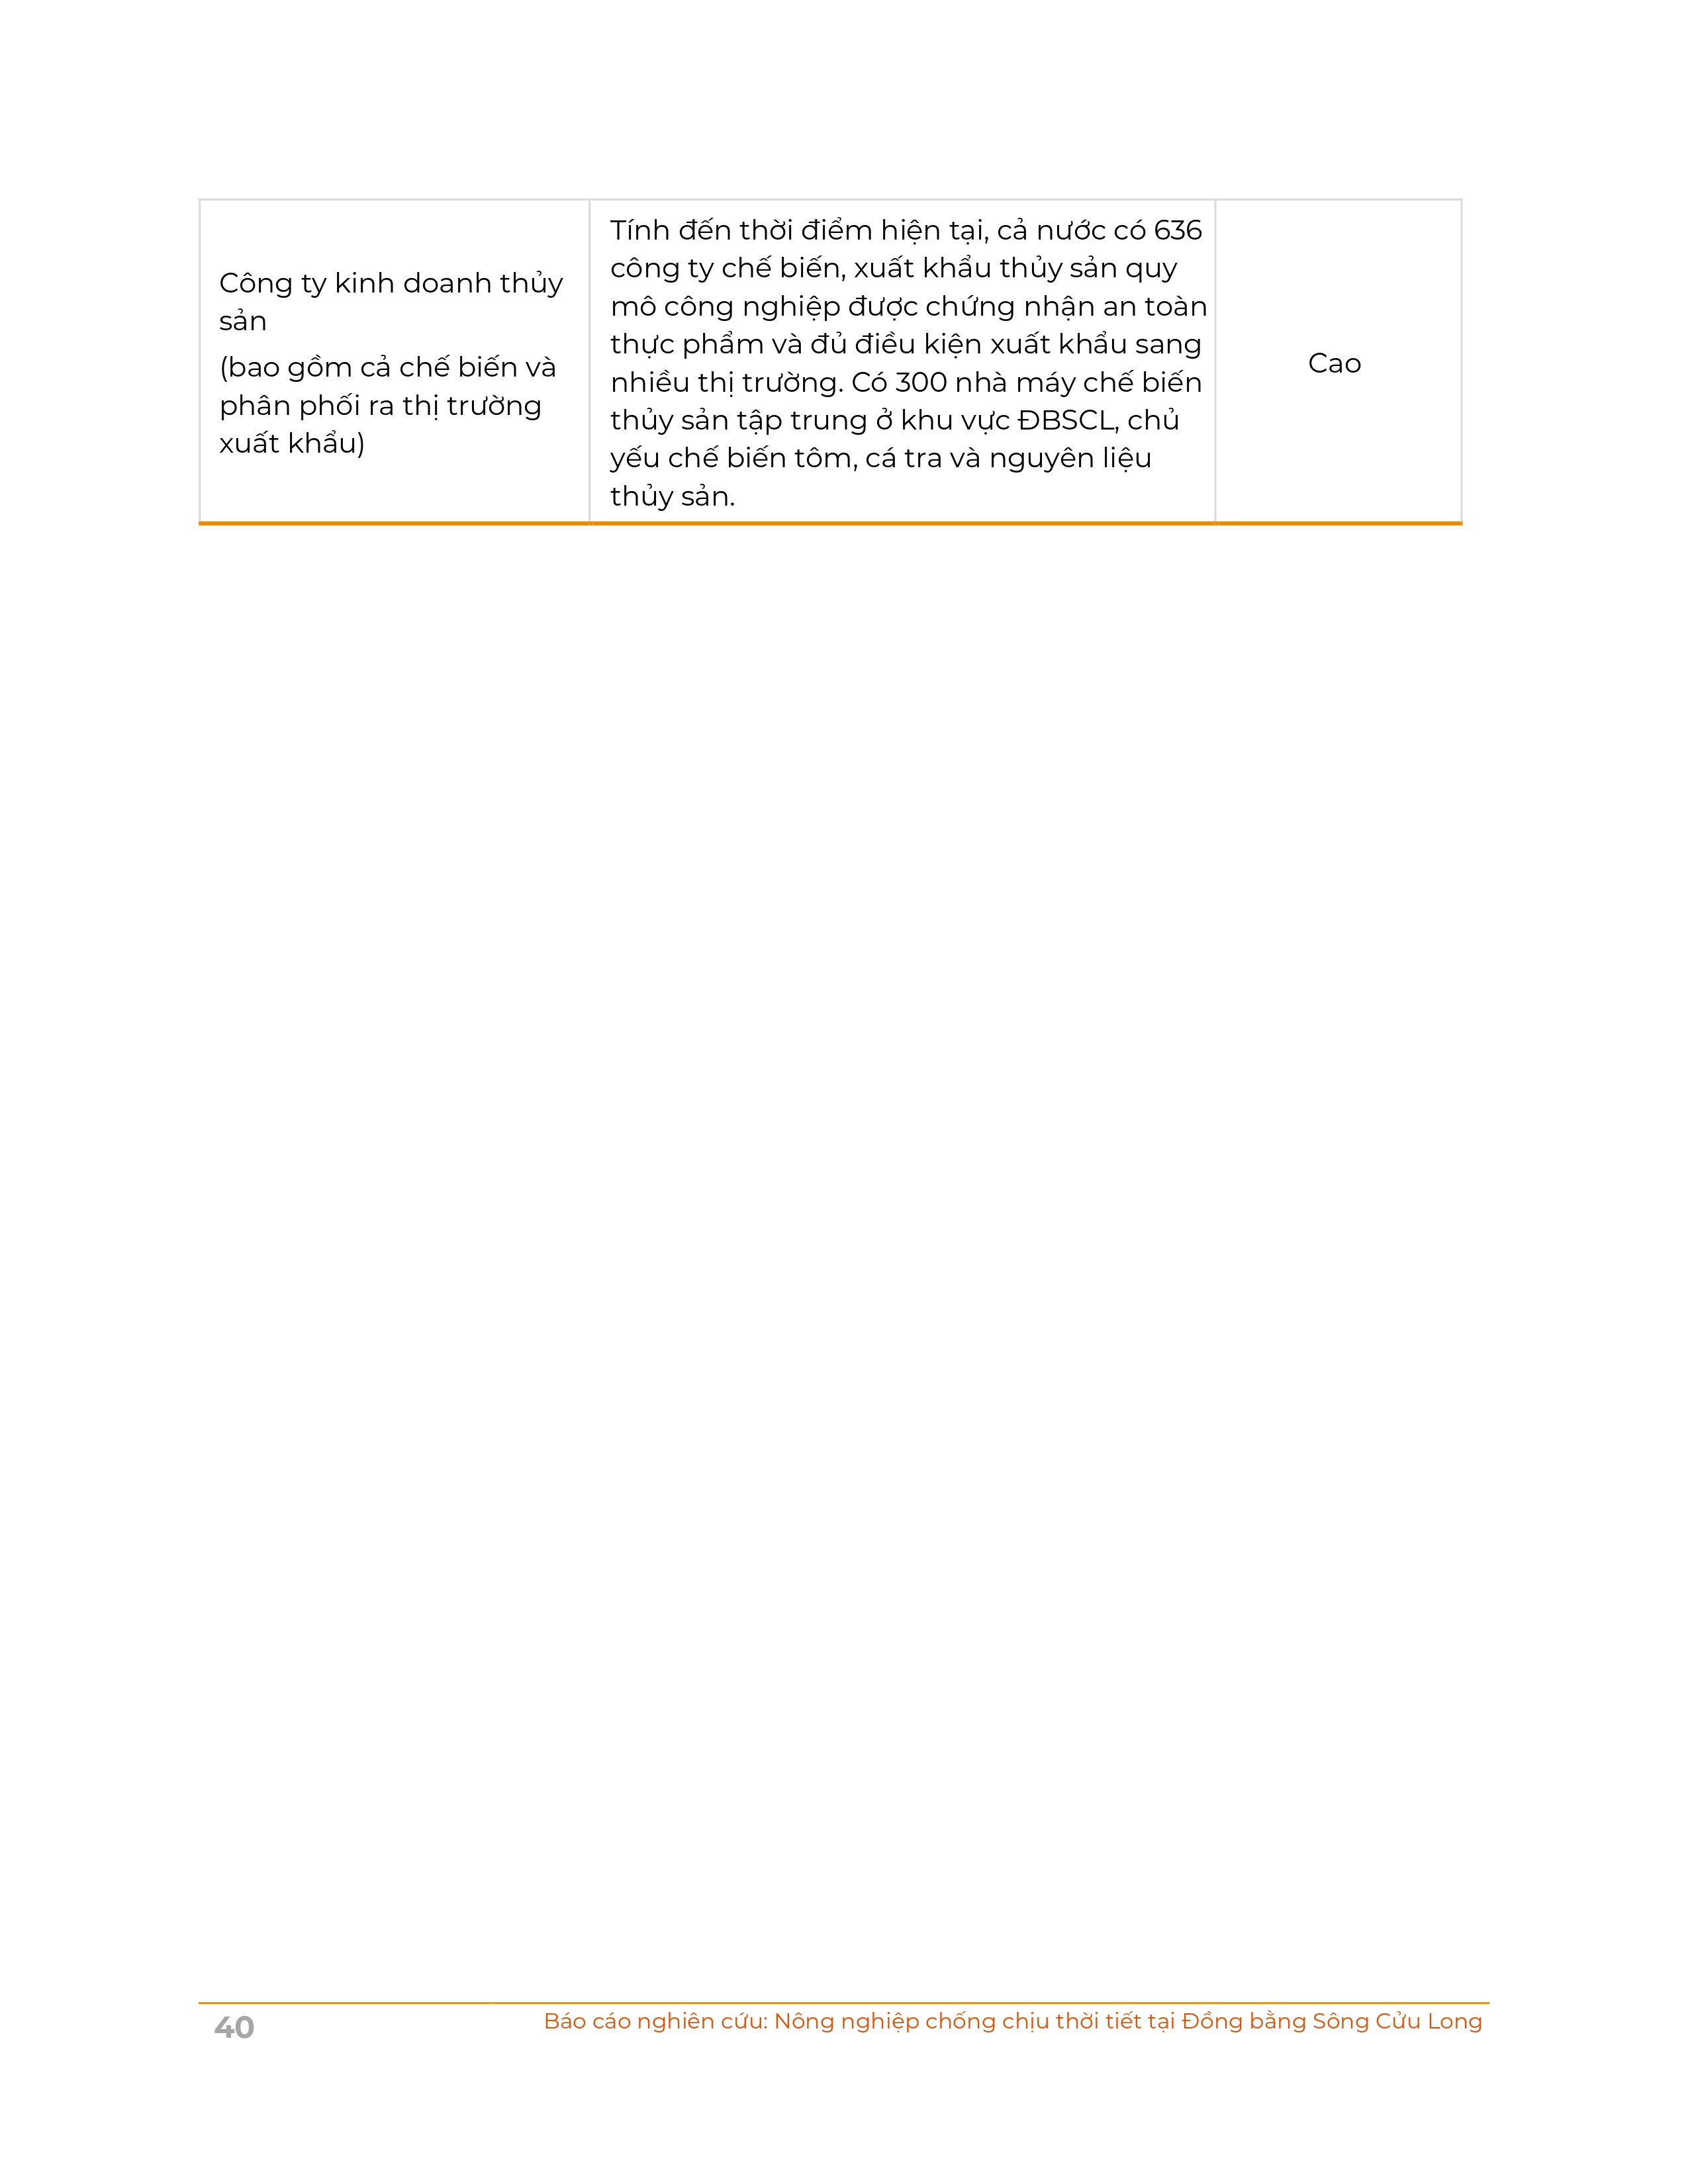 Công ty kinh doanh thủy
sản
(bao gồm cả chế biến và
phân phối ra thị trường
xuất khẩu)
Tính đến thời điểm hiện tại, cả nước có 636
công ty chế biến, xuất khẩu thủy sản quy
mô công nghiệp được chứng nhận an toàn
thực phẩm và đủ điều kiện xuất khẩu sang
nhiều thị trường. Có 300 nhà máy chế biến
thủy sản tập trung ở khu vực ĐBSCL, chủ
yếu chế biến tôm, cá tra và nguyên liệu
thủy sản.
Cao
40
Báo cáo nghiên cứu: Nông nghiệp chống chịu thời tiết tại Đồng bằng Sông Cửu Long